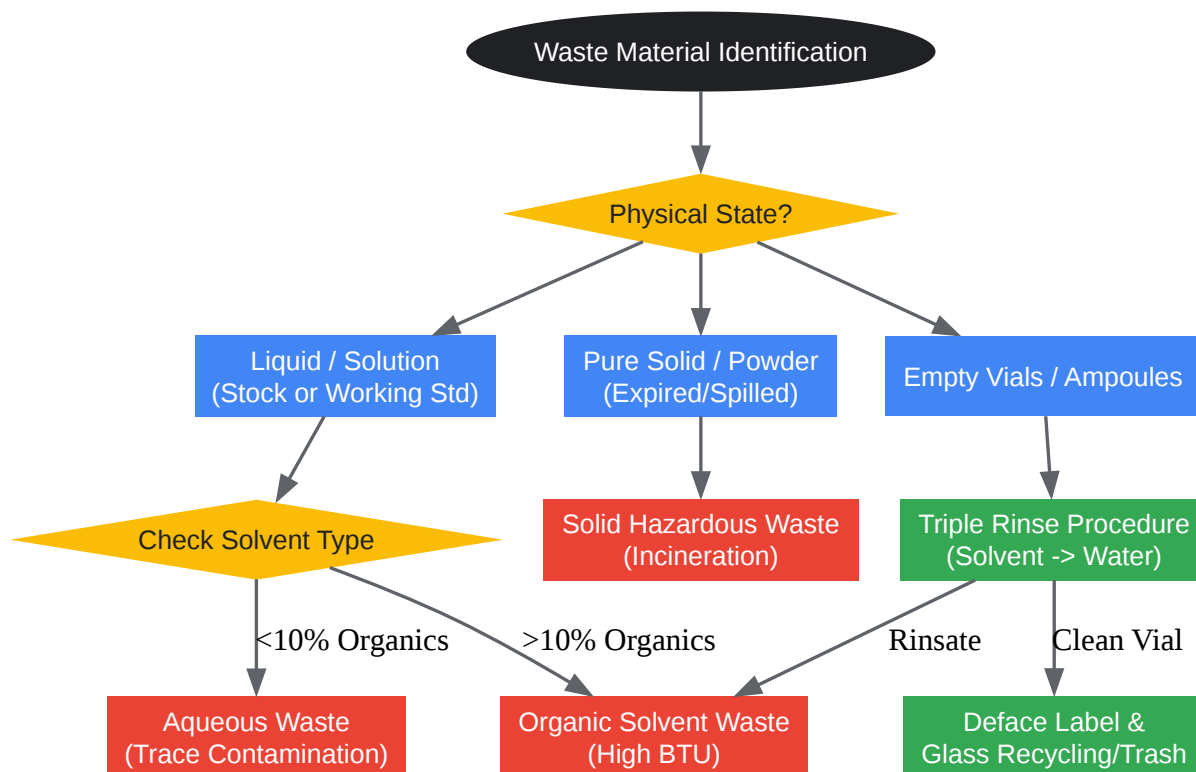 Waste Material Identification
Physical State?
Liquid / Solution
(Stock or Working Std)
Pure Solid / Powder
(Expired/Spilled)
Empty Vials / Ampoules
Check Solvent Type
Solid Hazardous Waste
(Incineration)
Triple Rinse Procedure
(Solvent -> Water)
<10% Organics
>10% Organics
Rinsate
Clean Vial
Aqueous Waste
(Trace Contamination)
Organic Solvent Waste
(High BTU)
Deface Label &
Glass Recycling/Trash